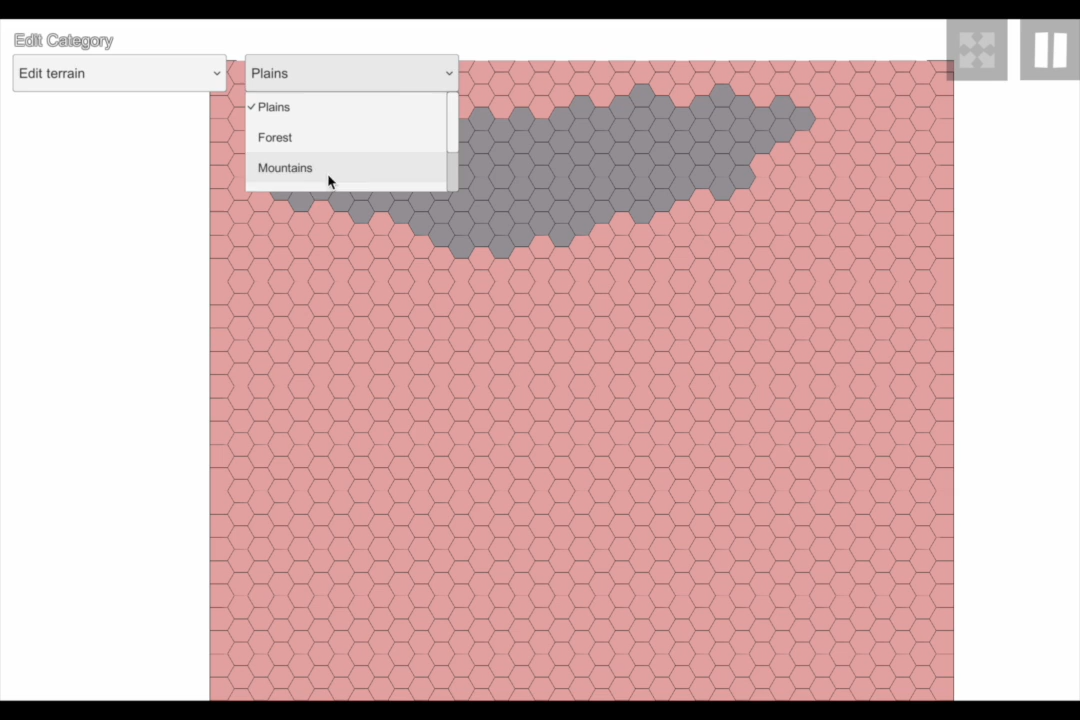 Edit Category
Edit terrain
Plains
Plains
Forest
Mountains